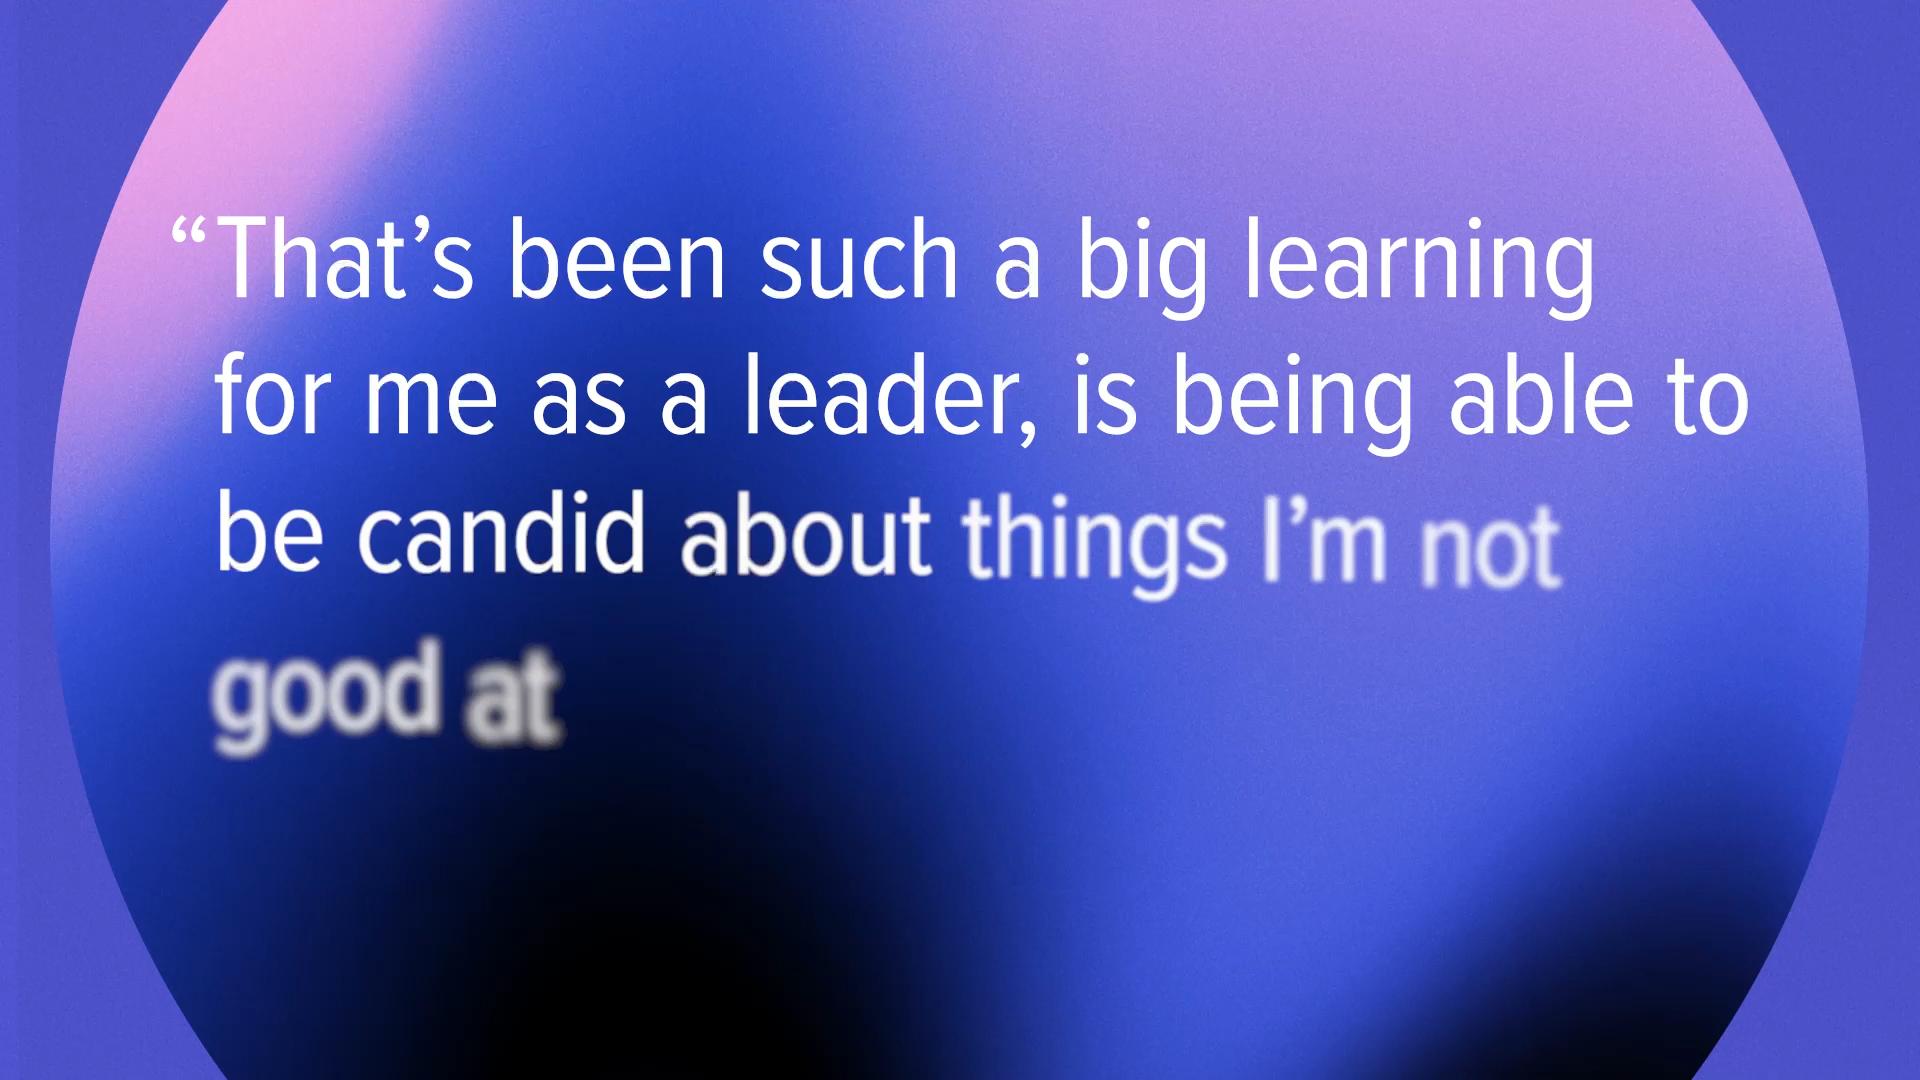 “That’s been such a big learning
for me as a leader, is being able to
be candid about things I’m not
good at